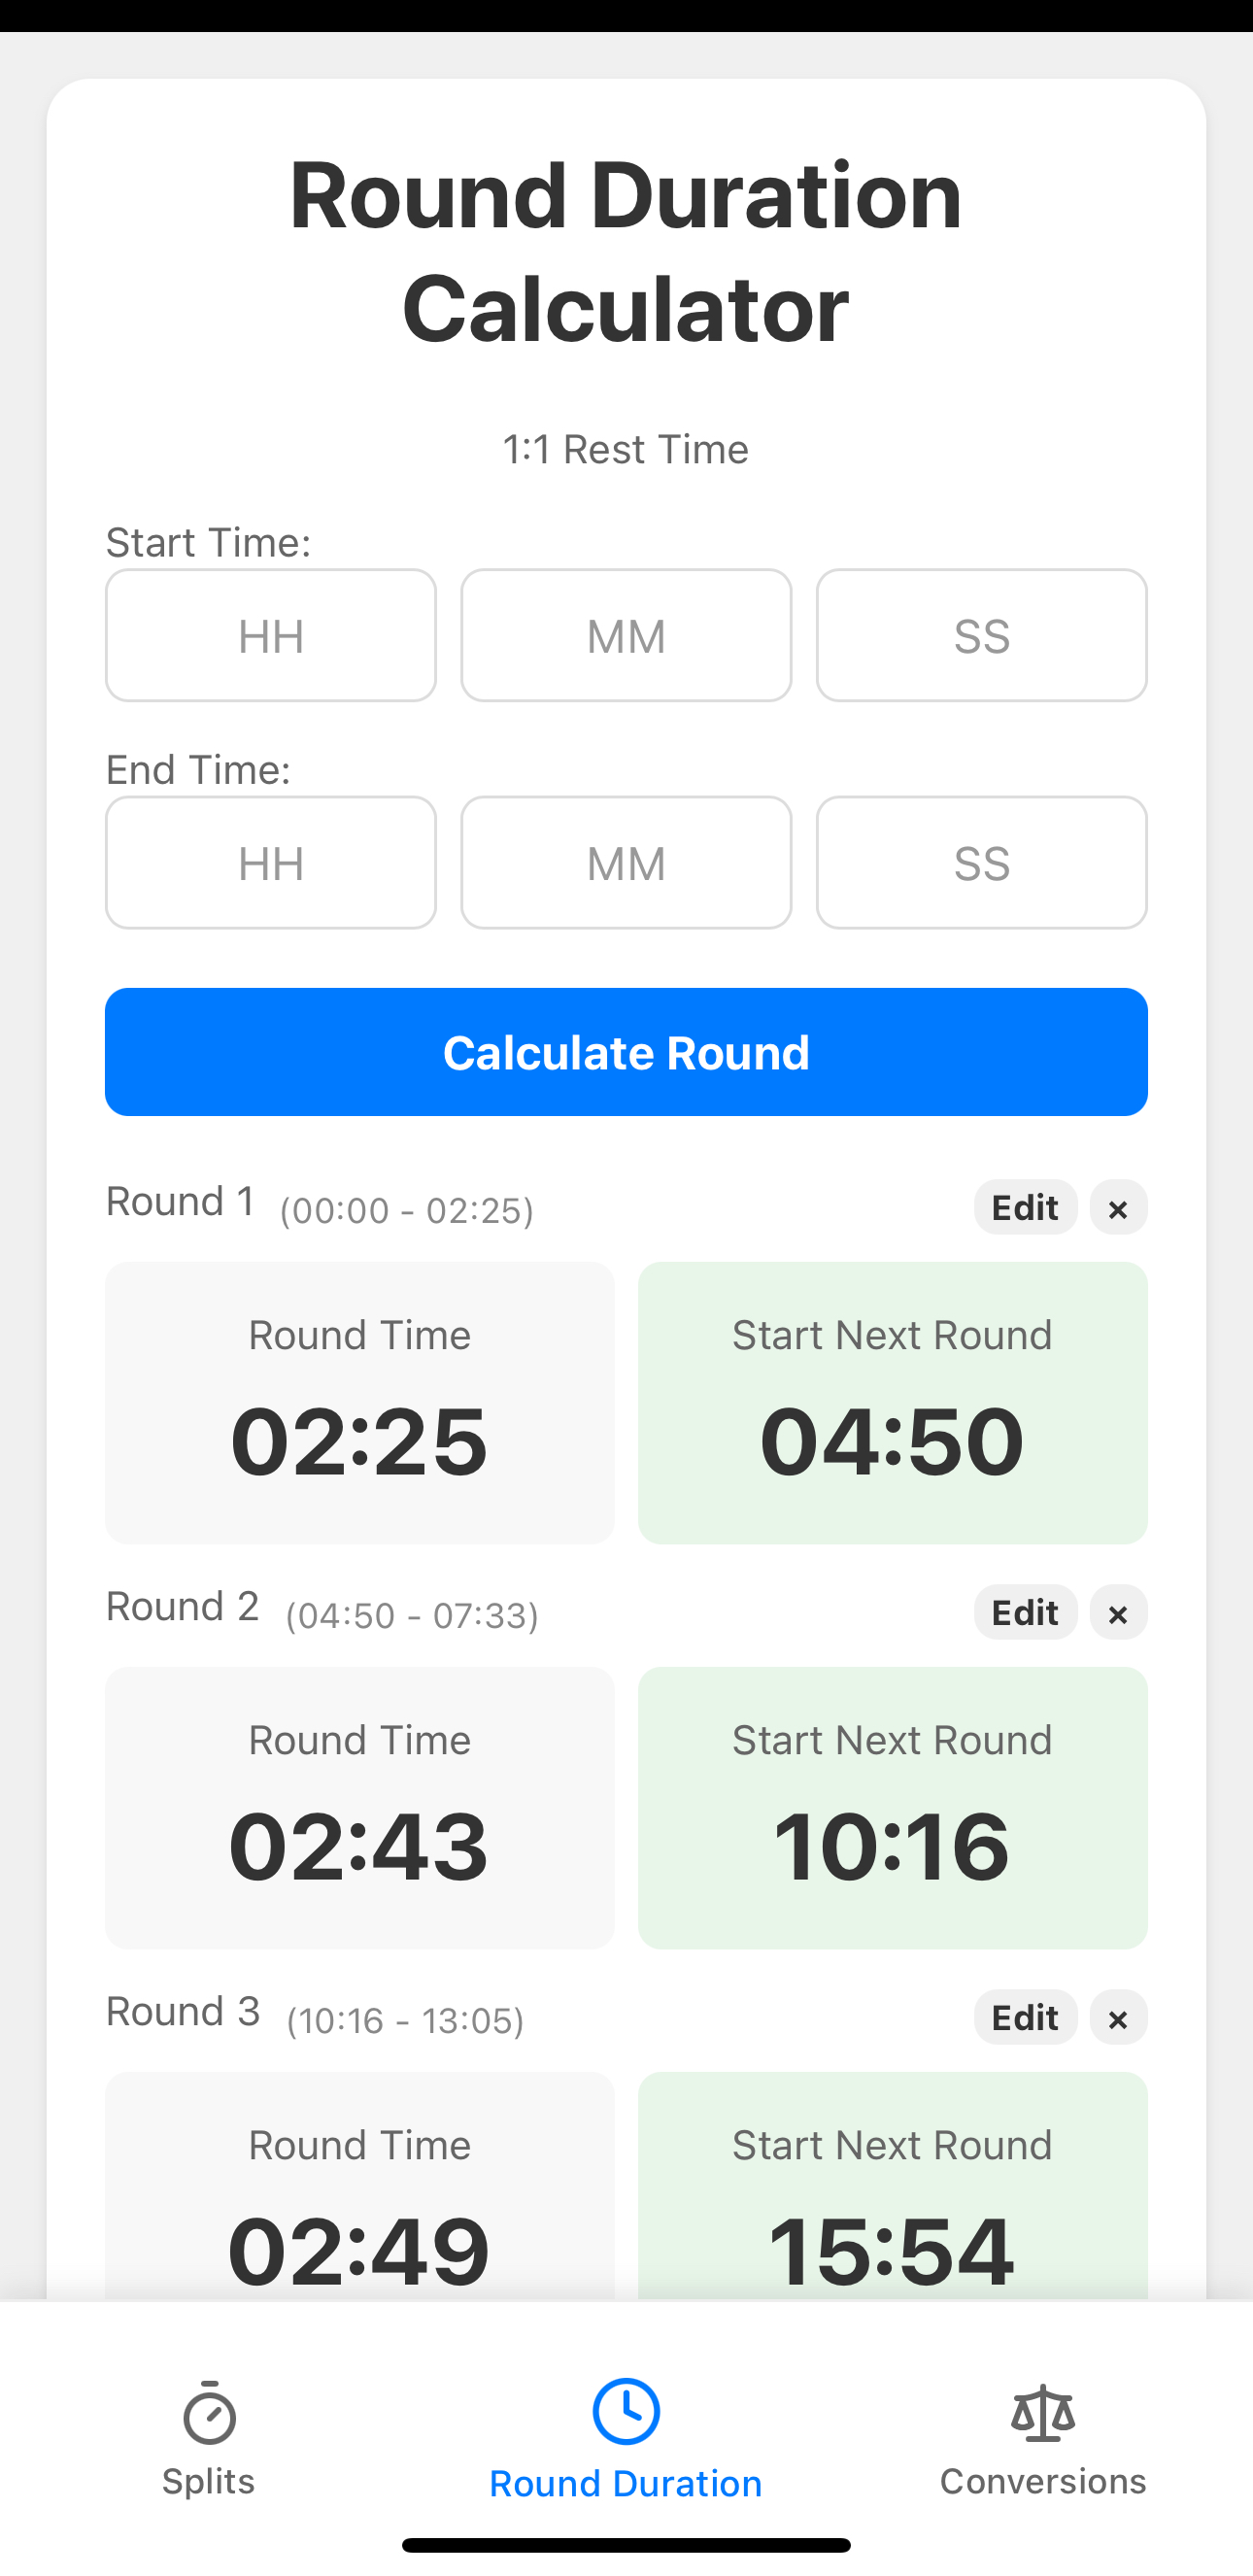 Round Duration
Calculator
1:1 Rest Time
Start Time:
HH MM SS
End Time:
HH MM SS
Calculate Round
Round 1 (00:00 - 02:25) Edit ×
Round Time Start Next Round
02:25 04:50
Round 2 (04:50 - 07:33) Edit ×
Round Time Start Next Round
02:43 10:16
Round 3 (10:16 - 13:05) Edit ×
Round Time Start Next Round
02:49 15:54
Splits Round Duration Conversions